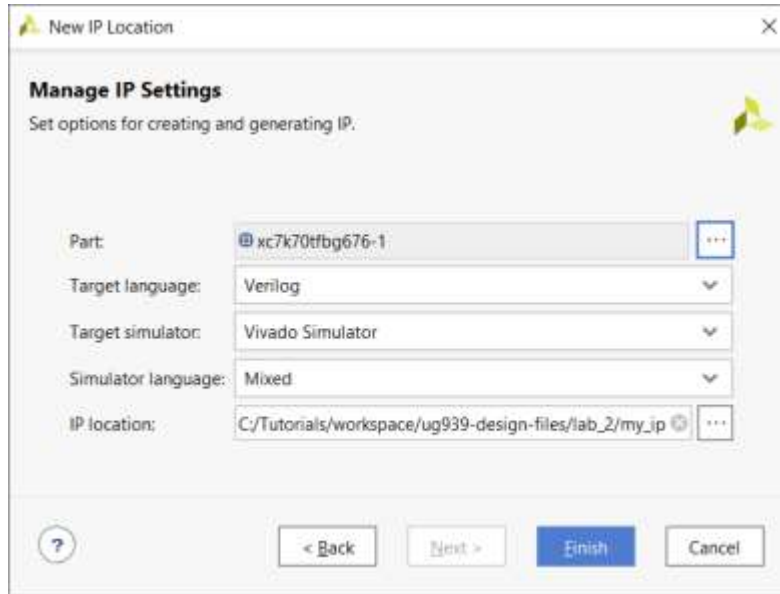 New IP Location
Manage IP Settings
Set options for creating and generating IP.
Part: xc7k70tfbg676-1 ...
Target language: Verilog
Target simulator: Vivado Simulator
Simulator language: Mixed
IP location: C:/Tutorials/workspace/ug939-design-files/lab_2/my_ip ...
? < Back Next > Finish Cancel